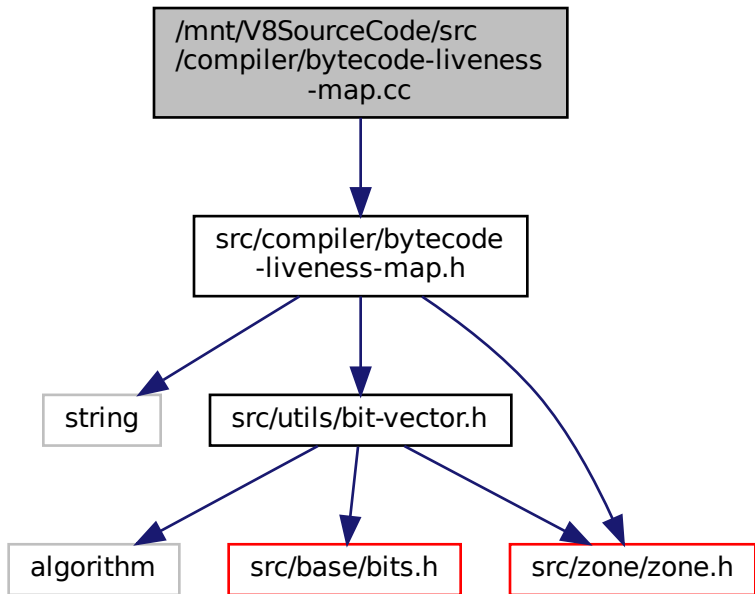 /mnt/V8SourceCode/src
/compiler/bytecode-liveness
-map.cc
src/compiler/bytecode
-liveness-map.h
string
src/utils/bit-vector.h
algorithm
src/base/bits.h
src/zone/zone.h